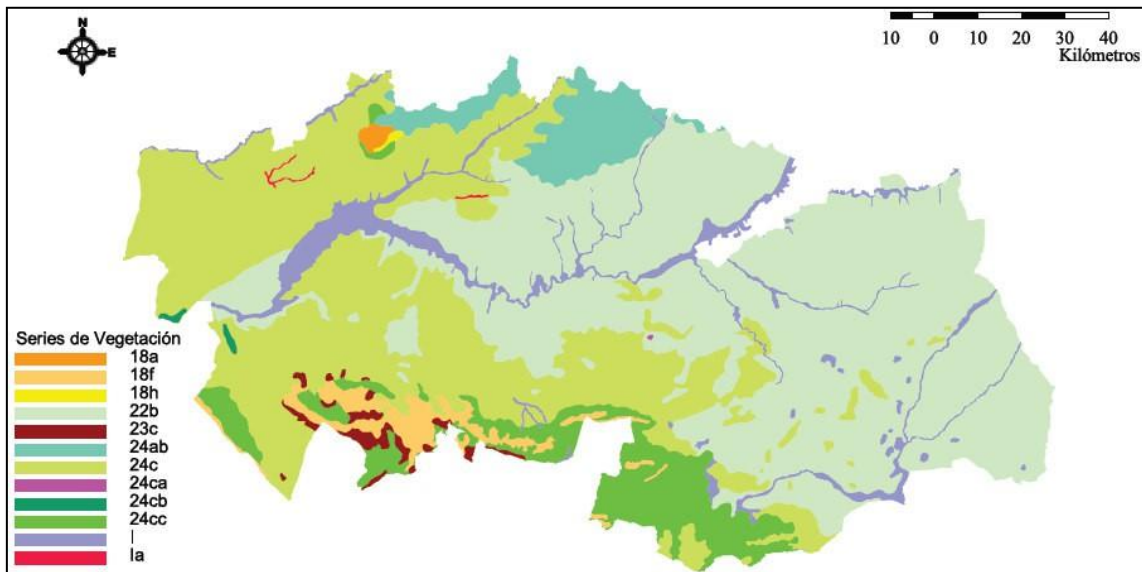 N
E
10 0 10 20 30 40
Kilómetros
Series de Vegetación
18a
18f
18h
22b
23c
24ab
24c
24ca
24cb
24cc
I
Ia